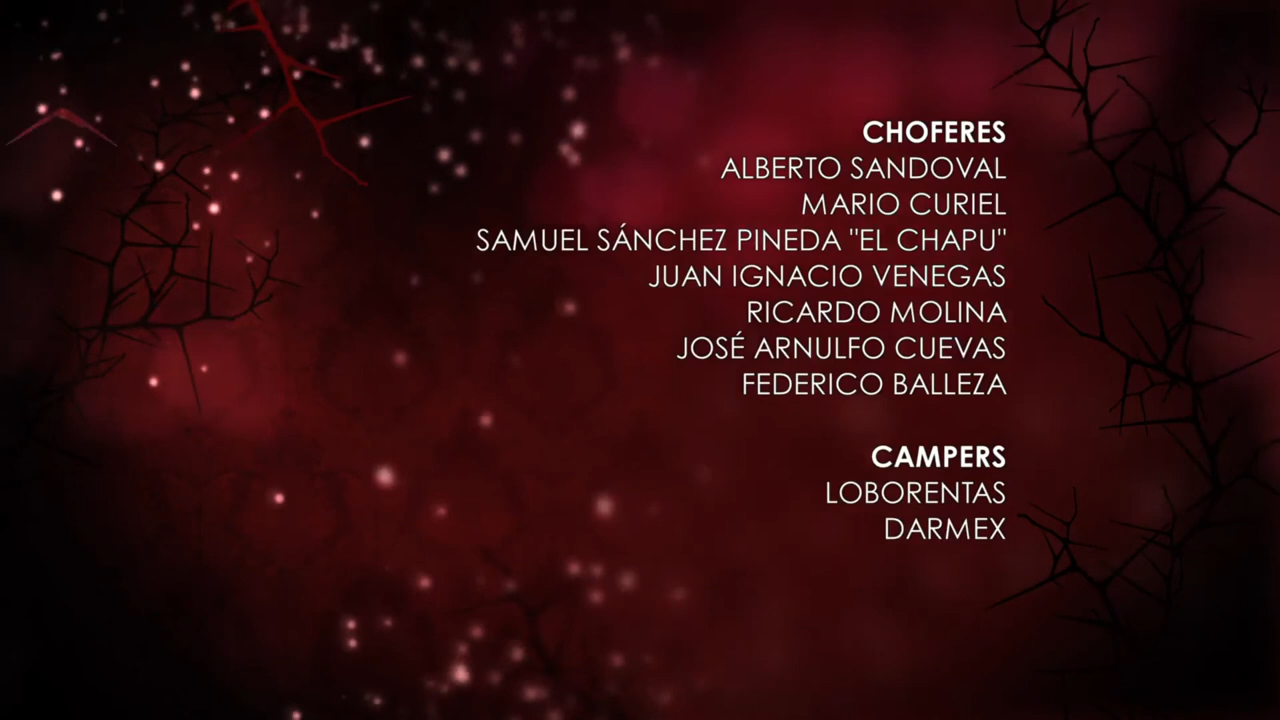 CHOFERES
ALBERTO SANDOVAL
MARIO CURIEL
SAMUEL SÁNCHEZ PINEDA "EL CHAPU"
JUAN IGNACIO VENEGAS
RICARDO MOLINA
JOSÉ ARNULFO CUEVAS
FEDERICO BALLEZA
CAMPERS
LOBORENTAS
DARMEX